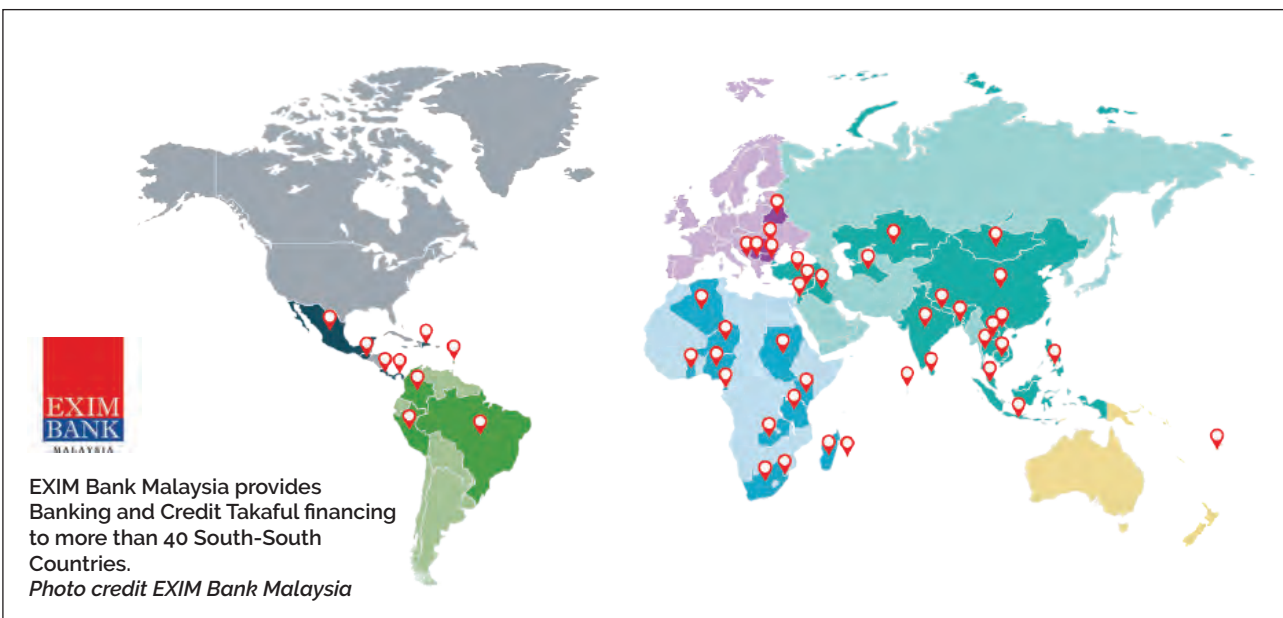 EXIM
BANK
MALAYSIA
EXIM Bank Malaysia provides
Banking and Credit Takaful financing
to more than 40 South-South
Countries.
Photo credit EXIM Bank Malaysia